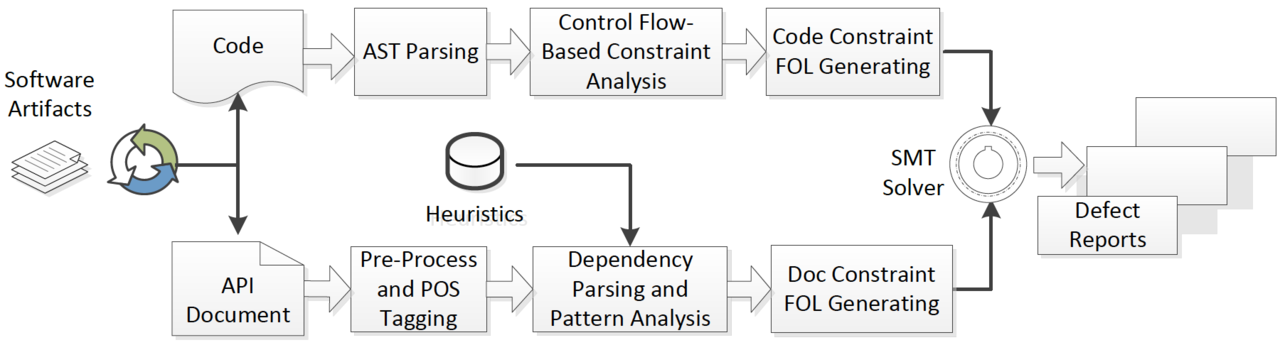 Software
Artifacts
Code
AST Parsing
Control Flow-
Based Constraint
Analysis
Code Constraint
FOL Generating
Heuristics
SMT
Solver
Defect
Reports
API
Document
Pre-Process
and POS
Tagging
Dependency
Parsing and
Pattern Analysis
Doc Constraint
FOL Generating